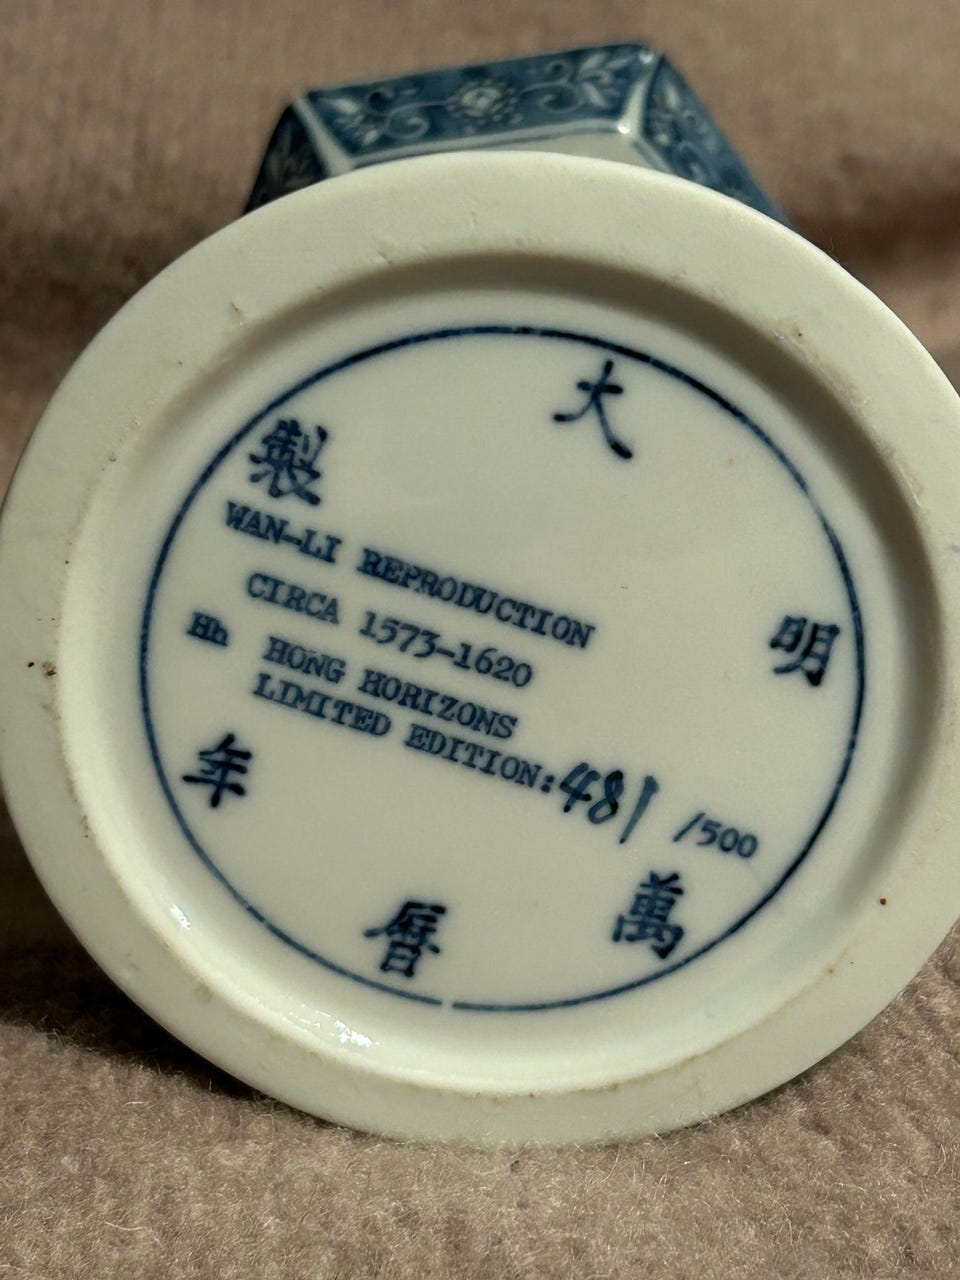 大
明
萬
曆
年
製
WAN-LI REPRODUCTION
CIRCA 1573-1620
Hh HONG HORIZONS
LIMITED EDITION: 481 /500